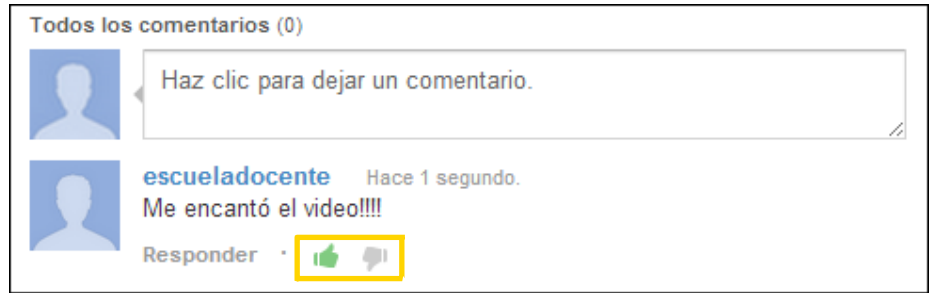 Todos los comentarios (0)
Haz clic para dejar un comentario.
escueladocente Hace 1 segundo.
Me encantó el video!!!!
Responder ·